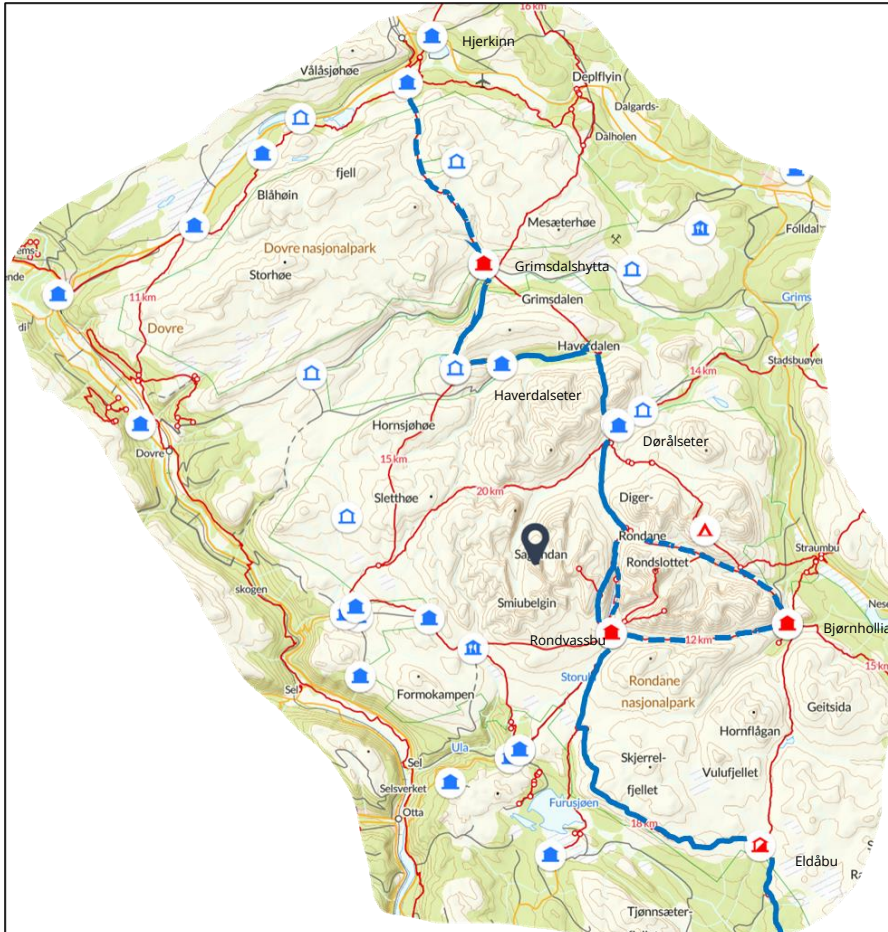 16 km
Hjerkinn
Vålåsjøhøe
Deplflyin
Dalgards-
Dalholen
fjell
Blåhøin
Mesæterhøe
Folldal
Dovre nasjonalpark
Storhøe
Grimsdalshytta
Grimsdalen
Grims
11 km
Dovre
Haverdalen
Stadsbuøyen
14 km
Haverdalseter
Hornsjøhøe
Dørålseter
Dovre
15 km
20 km
Sletthøe
Diger-
Rondane
Straumbu
Rondslottet
skogen
Smiubelgin
Nese
Bjørnhollia
Rondvassbu
12 km
15 km
Storul
Rondane
nasjonalpark
Sel
Formokampen
Geitsida
Hornflågan
Ula
Sel
Skjerrel-
fjellet
Vulufjellet
Selsverket
Furusjøen
Otta
18 km
Eldåbu
Tjønnsæter-